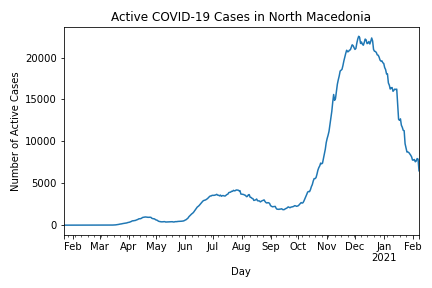 Active COVID-19 Cases in North Macedonia
Number of Active Cases
20000
15000
10000
5000
0
Feb Mar Apr May Jun Jul Aug Sep Oct Nov Dec Jan Feb
2021
Day